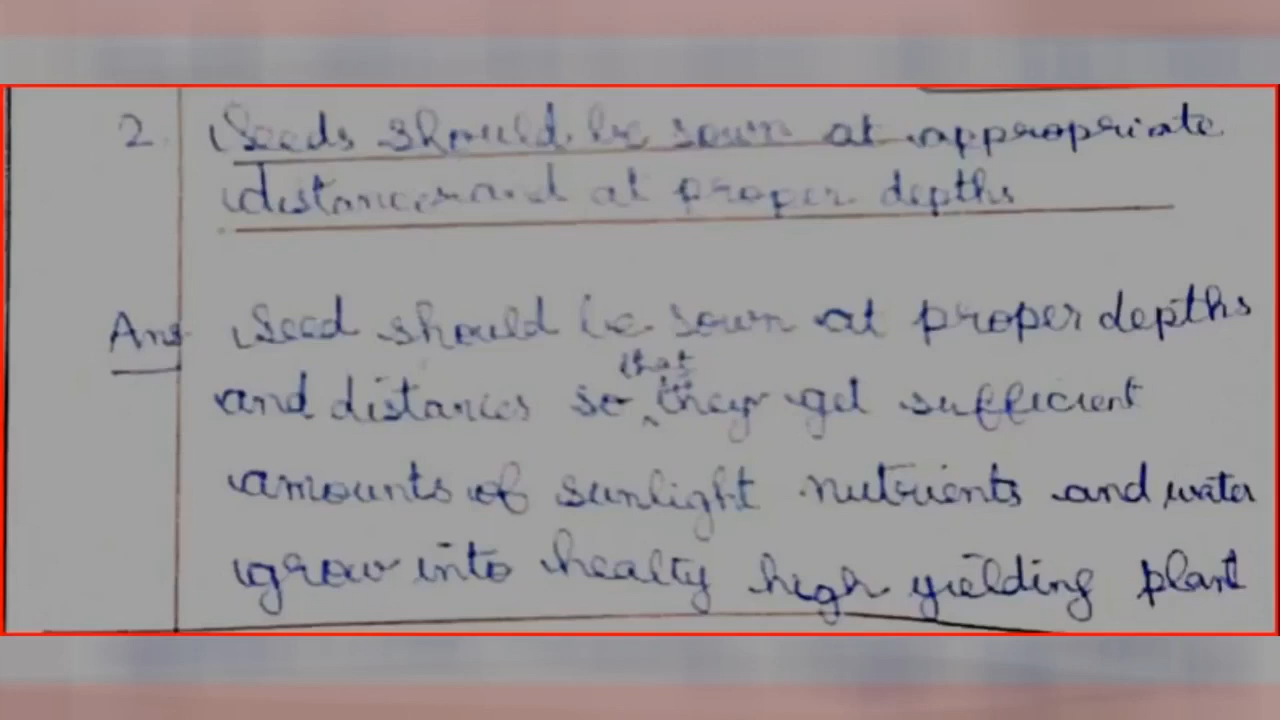 2. Seeds should be sown at appropriate
distances and at proper depths
Ans Seed should be sown at proper depths
and distances so that they get sufficient
amounts of sunlight nutrients and water
grow into healty high yielding plant